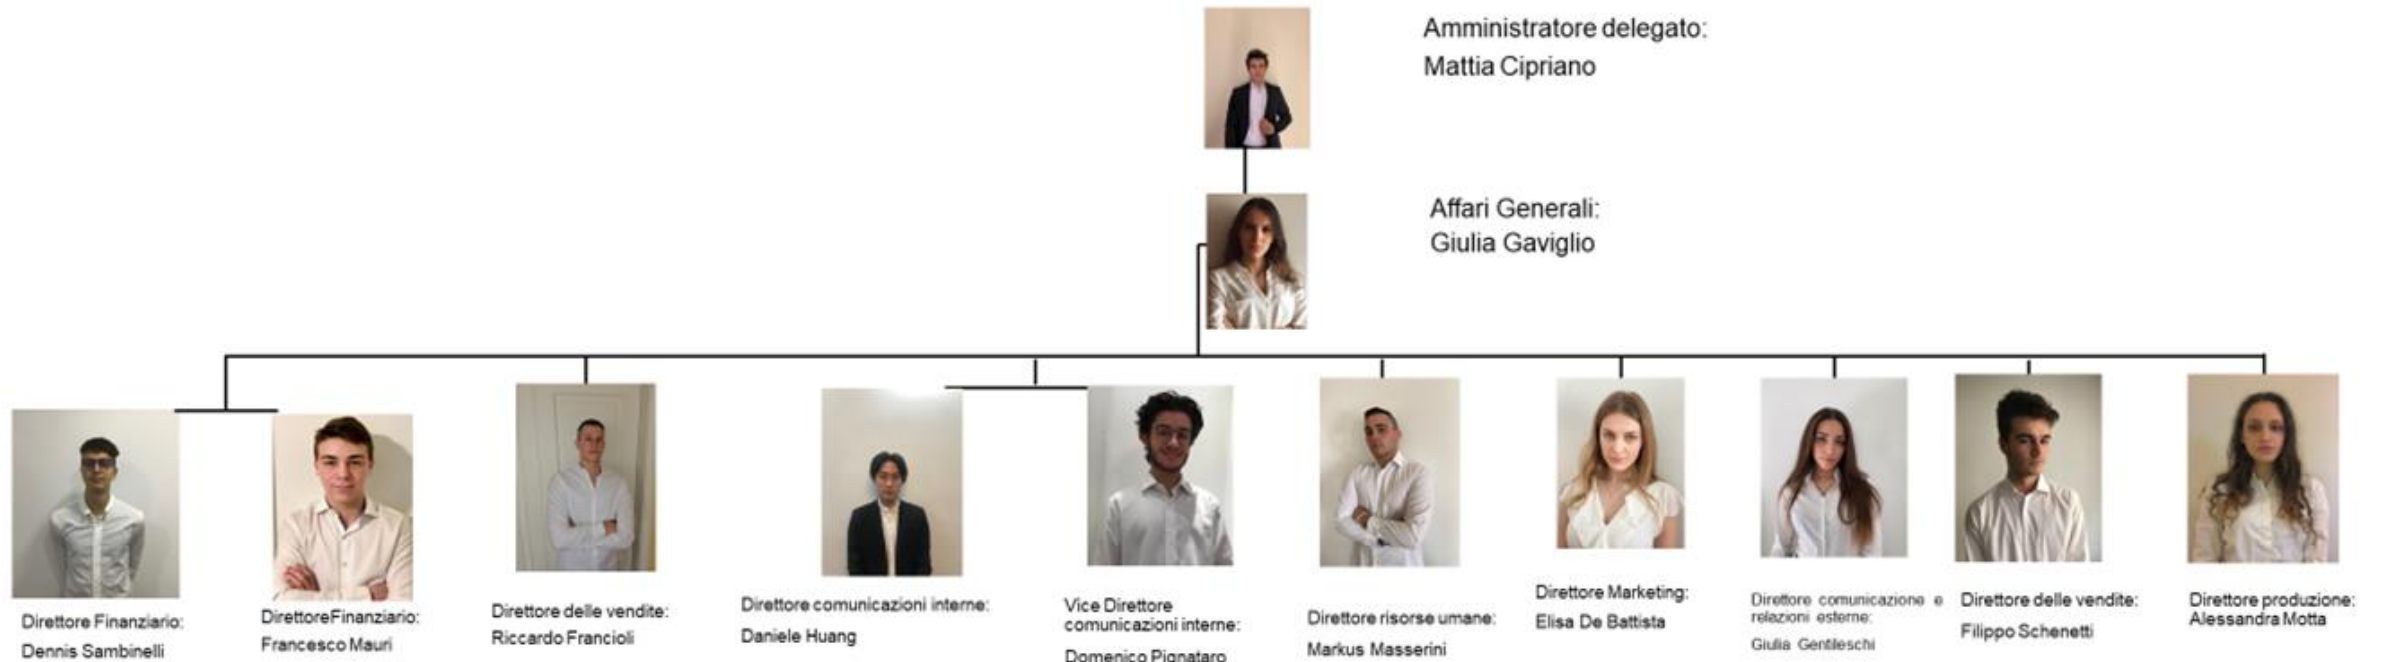 Amministratore delegato:
Mattia Cipriano
Affari Generali:
Giulia Gaviglio
Direttore Finanziario:
Dennis Sambinelli
DirettoreFinanziario:
Francesco Mauri
Direttore delle vendite:
Riccardo Francioli
Direttore comunicazioni interne:
Daniele Huang
Vice Direttore
comunicazioni interne:
Domenico Pignataro
Direttore risorse umane:
Markus Masserini
Direttore Marketing:
Elisa De Battista
Direttore comunicazione e
relazioni esterne:
Giulia Gentileschi
Direttore delle vendite:
Filippo Schenetti
Direttore produzione:
Alessandra Motta